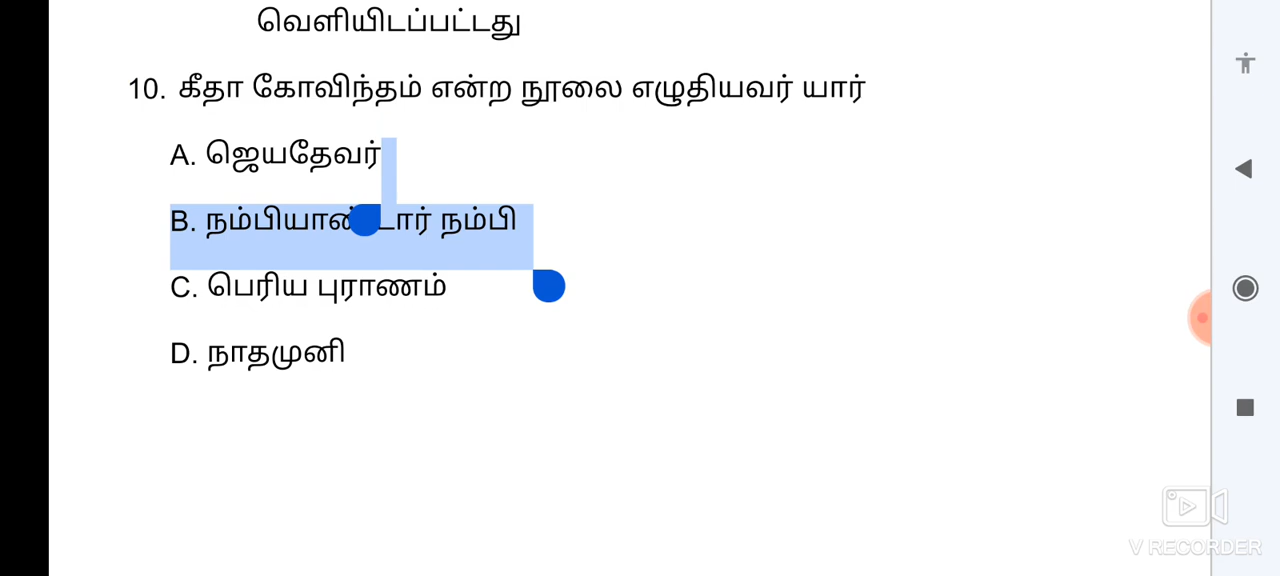 வெளியிடப்பட்டது
10. கீதா கோவிந்தம் என்ற நூலை எழுதியவர் யார்
A. ஜெயதேவர்
B. நம்பியாண்டார் நம்பி
C. பெரிய புராணம்
D. நாதமுனி
V RECORDER